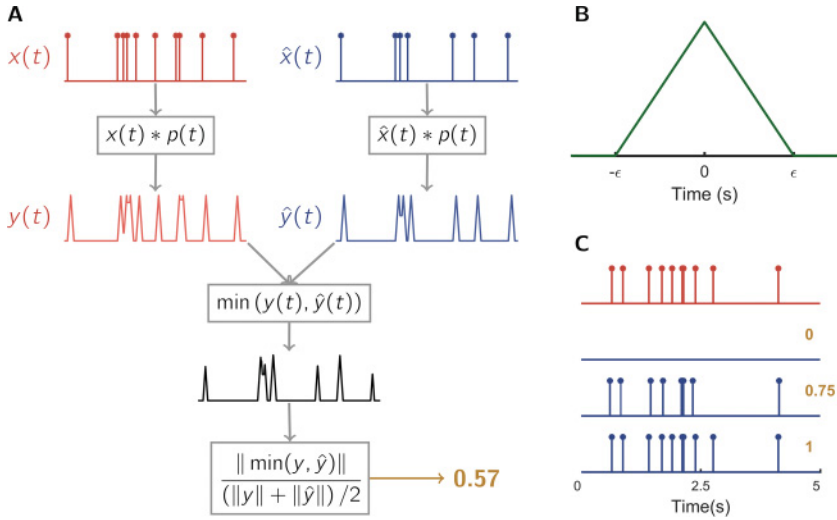 A
x(t)
x̂(t)
x(t) ∗ p(t)
x̂(t) ∗ p(t)
y(t)
ŷ(t)
min (y(t), ŷ(t))
‖ min(y, ŷ)‖
(‖y‖ + ‖ŷ‖) /2
0.57
B
-ϵ
0
ϵ
Time (s)
C
0
0.75
1
0
2.5
5
Time(s)